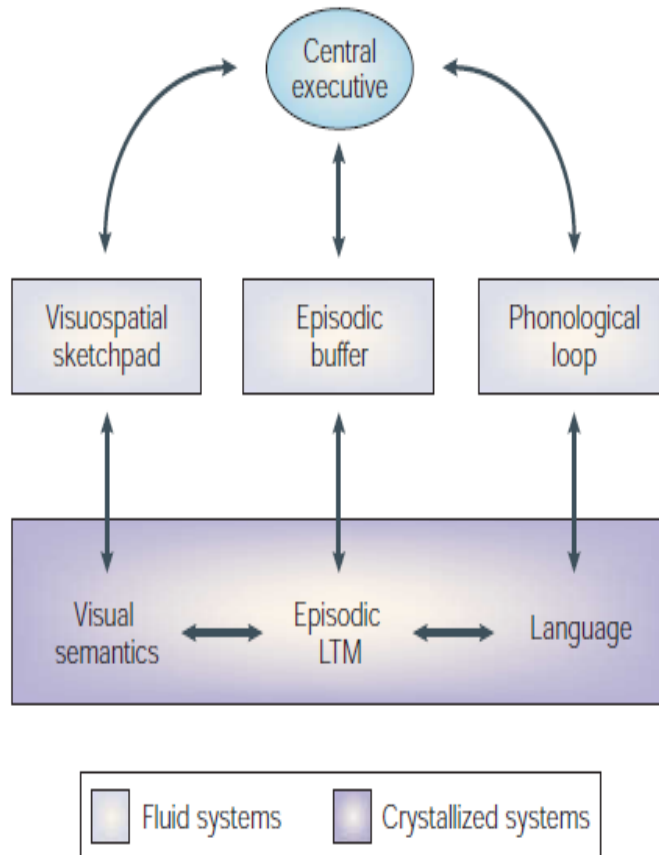 Central
executive
Visuospatial
sketchpad
Episodic
buffer
Phonological
loop
Visual
semantics
Episodic
LTM
Language
Fluid systems
Crystallized systems